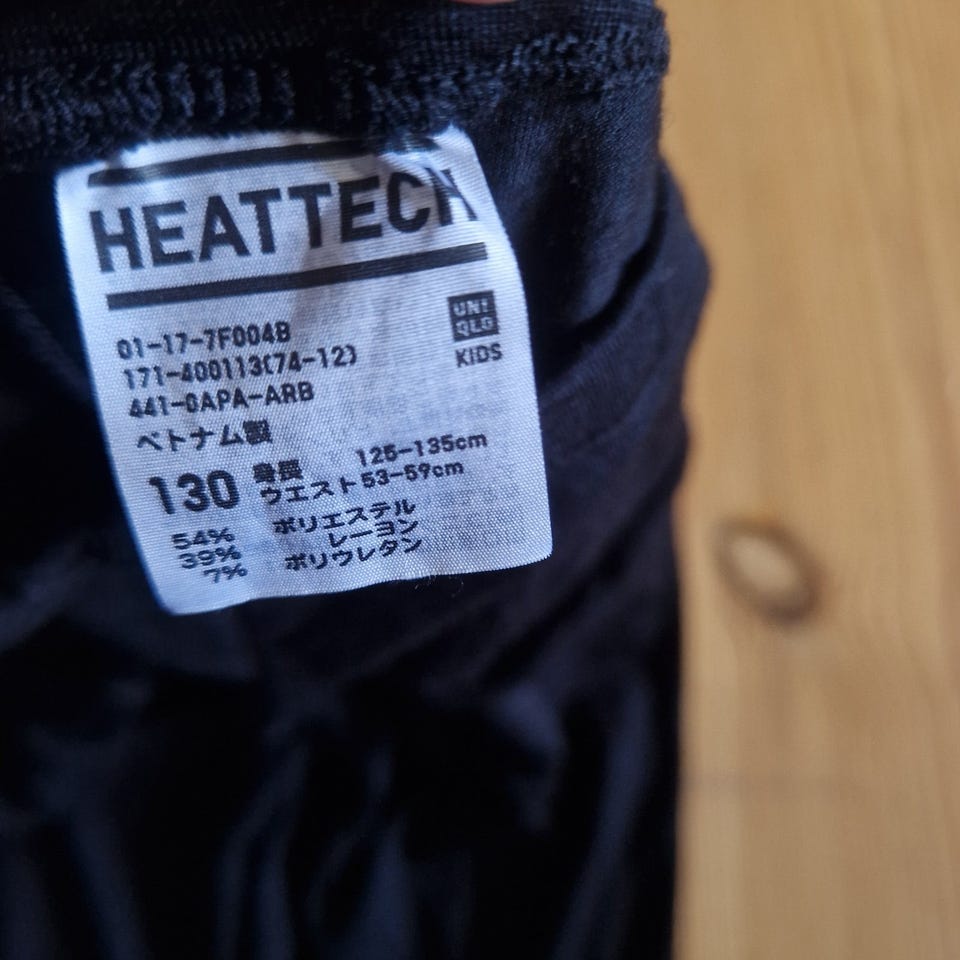 HEATTECH
UNI
QLO
KIDS
01-17-7F004B
171-400113(74-12)
441-0APA-ARB
ベトナム製
130 身長 125-135cm
ウエスト 53-59cm
54% ポリエステル
39% レーヨン
7% ポリウレタン